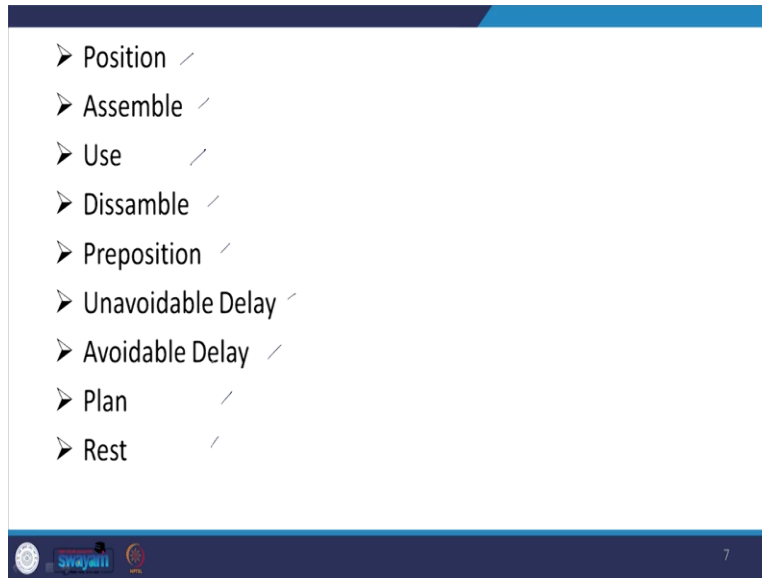 Position
Assemble
Use
Dissamble
Preposition
Unavoidable Delay
Avoidable Delay
Plan
Rest
swayam
7